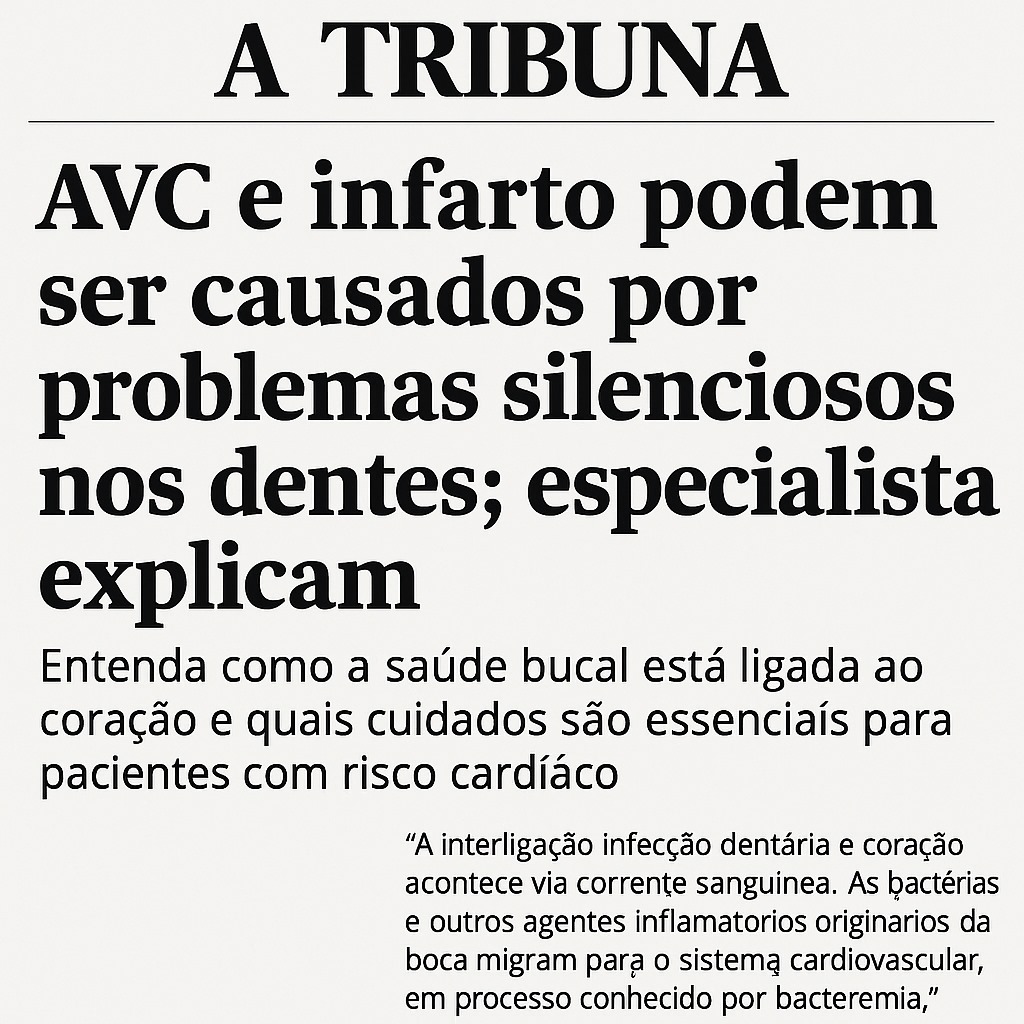 A TRIBUNA
AVC e infarto podem
ser causados por
problemas silenciosos
nos dentes; especialista
explicam
Entenda como a saúde bucal está ligada ao
coração e quais cuidados são essenciaís para
pacientes com risco cardíáco
“A interligação infecção dentária e coração
acontece via corrente sanguinea. As bactérias
e outros agentes inflamatorios originarios da
boca migram para o sistema cardiovascular,
em processo conhecido por bacteremia,”